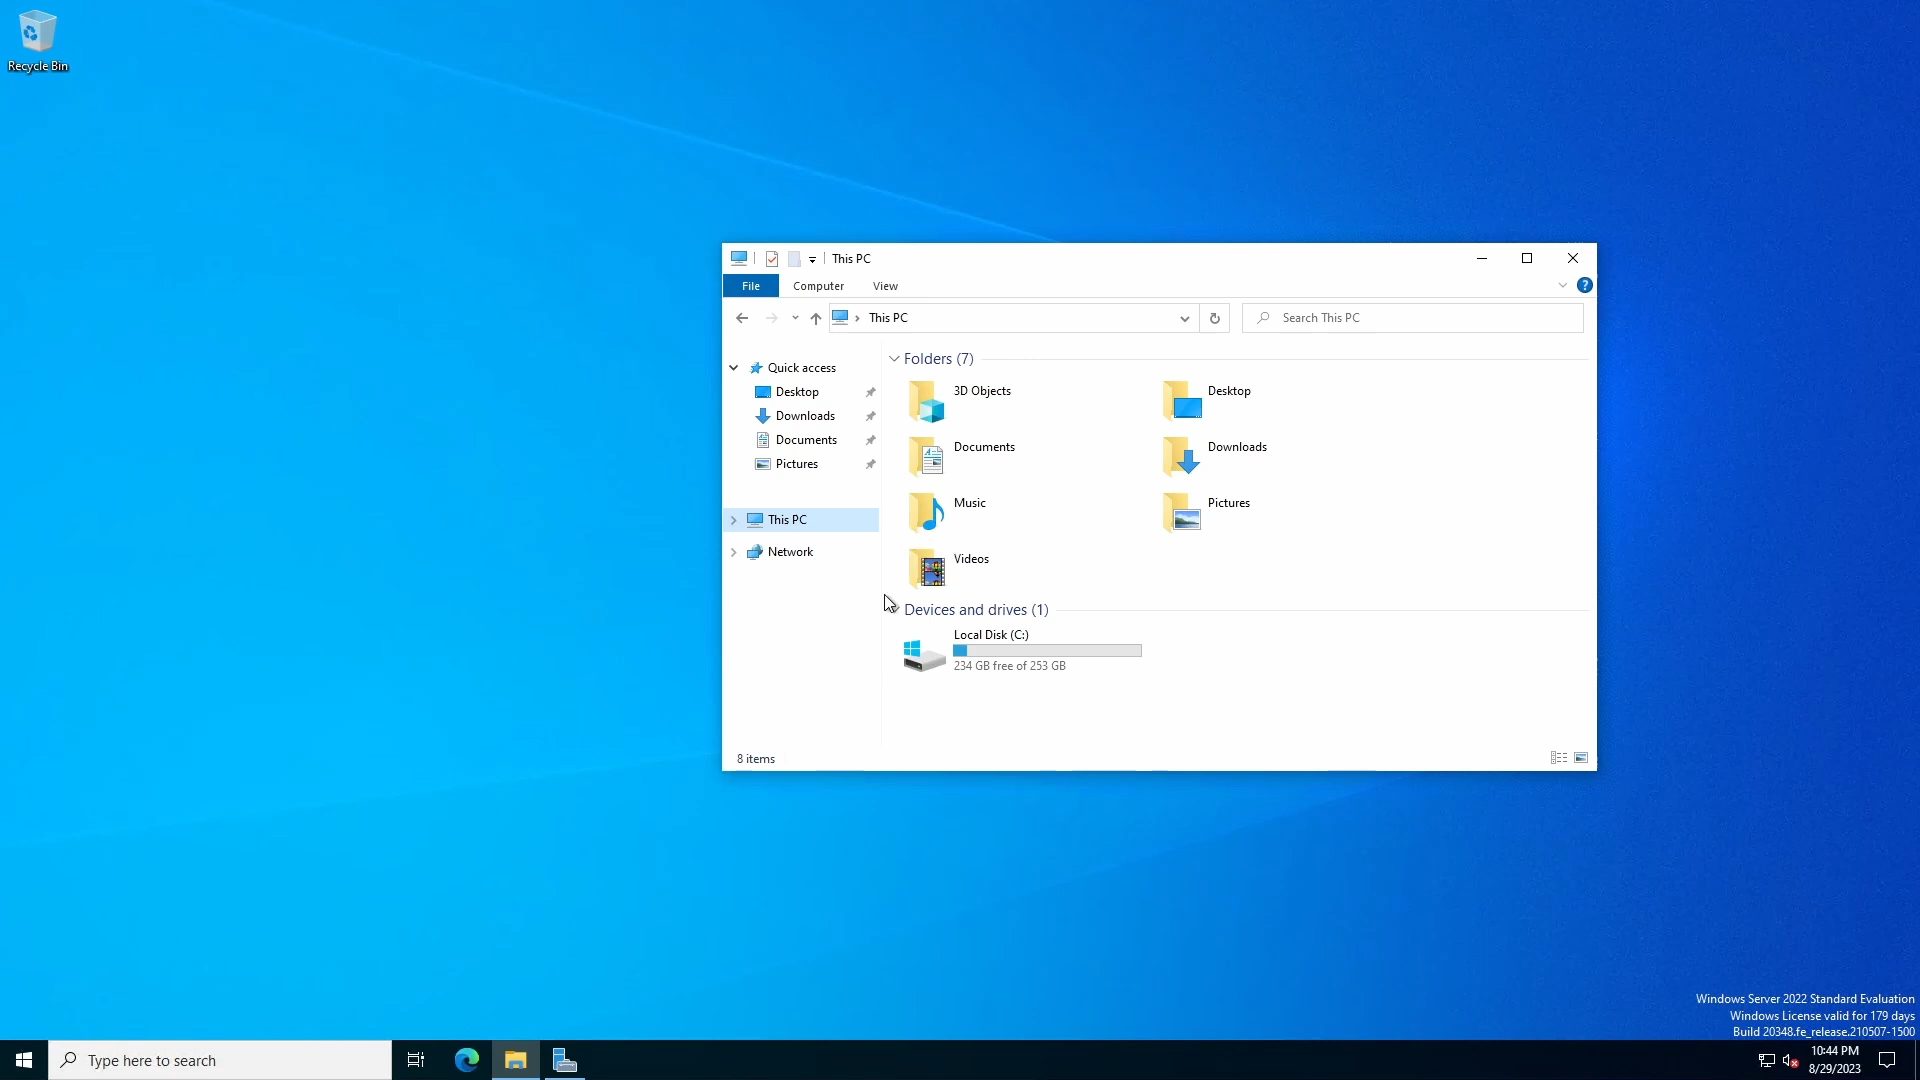 Recycle Bin
This PC
File Computer View
This PC
Search This PC
Quick access
Desktop
Downloads
Documents
Pictures
This PC
Network
Folders (7)
3D Objects
Desktop
Documents
Downloads
Music
Pictures
Videos
Devices and drives (1)
Local Disk (C:)
234 GB free of 253 GB
8 items
Windows Server 2022 Standard Evaluation
Windows License valid for 179 days
Build 20348.fe_release.210507-1500
Type here to search
10:44 PM
8/29/2023